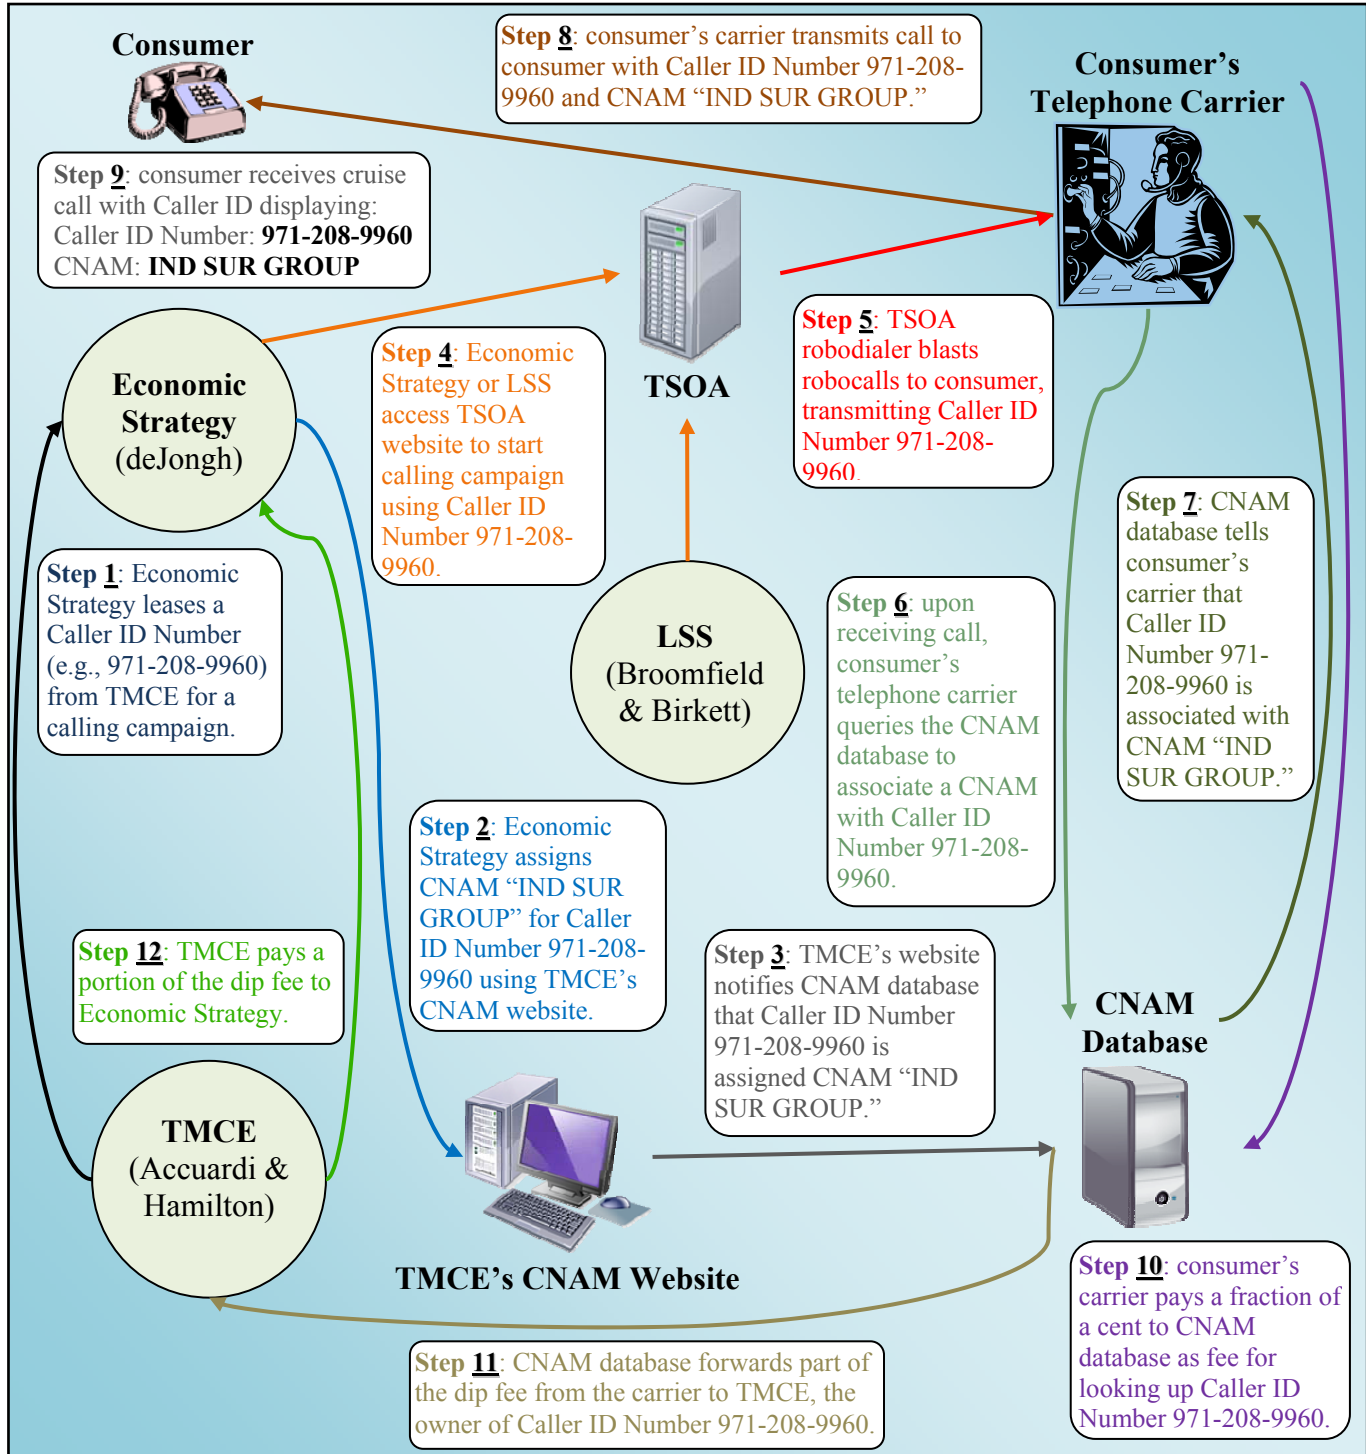 Consumer
Step 8: consumer’s carrier transmits call to
consumer with Caller ID Number 971-208-
9960 and CNAM “IND SUR GROUP.”
Consumer’s
Telephone Carrier
Step 9: consumer receives cruise
call with Caller ID displaying:
Caller ID Number: 971-208-9960
CNAM: IND SUR GROUP
Economic
Strategy
(deJongh)
Step 4: Economic
Strategy or LSS
access TSOA
website to start
calling campaign
using Caller ID
Number 971-208-
9960.
TSOA
Step 5: TSOA
robodialer blasts
robocalls to consumer,
transmitting Caller ID
Number 971-208-
9960.
Step 1: Economic
Strategy leases a
Caller ID Number
(e.g., 971-208-9960)
from TMCE for a
calling campaign.
LSS
(Broomfield
& Birkett)
Step 6: upon
receiving call,
consumer’s
telephone carrier
queries the CNAM
database to
associate a CNAM
with Caller ID
Number 971-208-
9960.
Step 7: CNAM
database tells
consumer’s
carrier that
Caller ID
Number 971-
208-9960 is
associated with
CNAM “IND
SUR GROUP.”
Step 2: Economic
Strategy assigns
CNAM “IND SUR
GROUP” for Caller
ID Number 971-208-
9960 using TMCE’s
CNAM website.
Step 12: TMCE pays a
portion of the dip fee to
Economic Strategy.
Step 3: TMCE’s website
notifies CNAM database
that Caller ID Number
971-208-9960 is
assigned CNAM “IND
SUR GROUP.”
CNAM
Database
TMCE
(Accuardi &
Hamilton)
TMCE’s CNAM Website
Step 10: consumer’s
carrier pays a fraction of
a cent to CNAM
database as fee for
looking up Caller ID
Number 971-208-9960.
Step 11: CNAM database forwards part of
the dip fee from the carrier to TMCE, the
owner of Caller ID Number 971-208-9960.